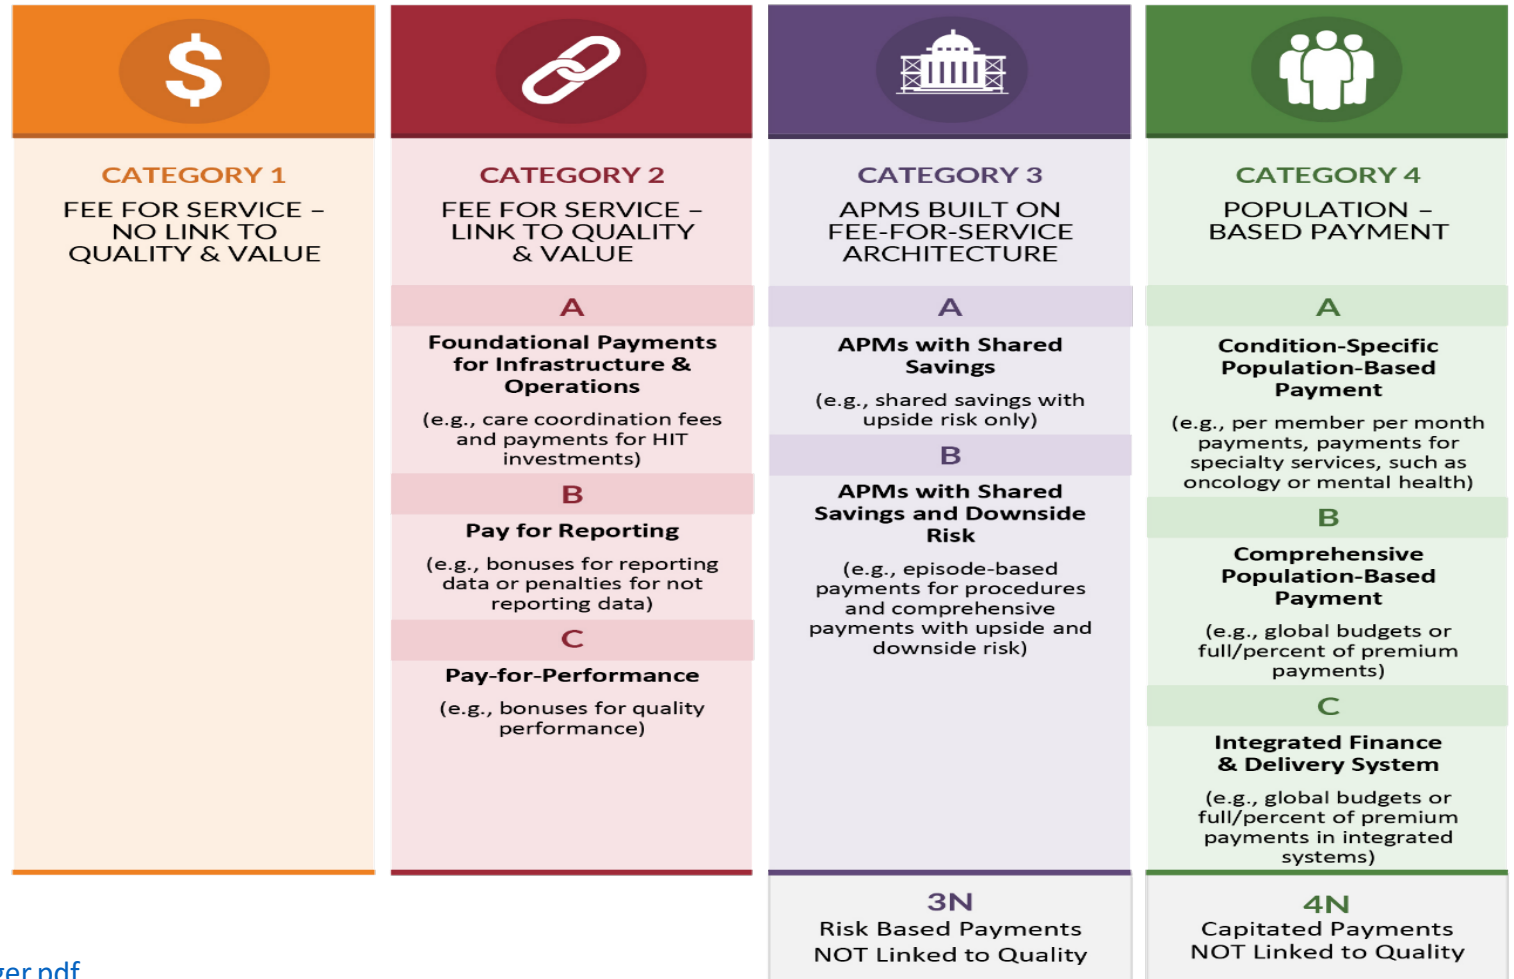 $
CATEGORY 1
FEE FOR SERVICE –
NO LINK TO
QUALITY & VALUE
CATEGORY 2
FEE FOR SERVICE –
LINK TO QUALITY
& VALUE
A
Foundational Payments
for Infrastructure &
Operations
(e.g., care coordination fees
and payments for HIT
investments)
B
Pay for Reporting
(e.g., bonuses for reporting
data or penalties for not
reporting data)
C
Pay-for-Performance
(e.g., bonuses for quality
performance)
CATEGORY 3
APMS BUILT ON
FEE-FOR-SERVICE
ARCHITECTURE
A
APMs with Shared
Savings
(e.g., shared savings with
upside risk only)
B
APMs with Shared
Savings and Downside
Risk
(e.g., episode-based
payments for procedures
and comprehensive
payments with upside and
downside risk)
3N
Risk Based Payments
NOT Linked to Quality
CATEGORY 4
POPULATION –
BASED PAYMENT
A
Condition-Specific
Population-Based
Payment
(e.g., per member per month
payments, payments for
specialty services, such as
oncology or mental health)
B
Comprehensive
Population-Based
Payment
(e.g., global budgets or
full/percent of premium
payments)
C
Integrated Finance
& Delivery System
(e.g., global budgets or
full/percent of premium
payments in integrated
systems)
4N
Capitated Payments
NOT Linked to Quality
ger.pdf